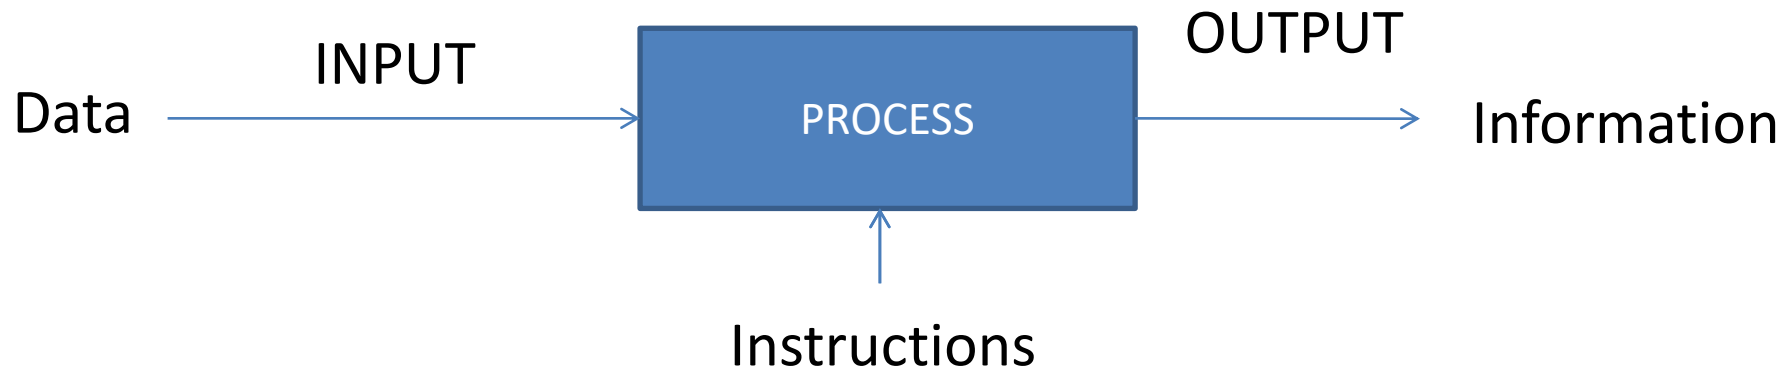 OUTPUT
INPUT
Data
PROCESS
Information
Instructions